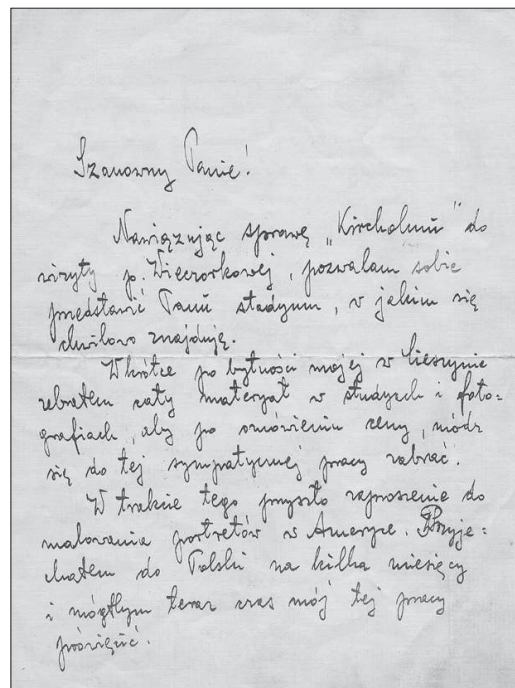 Szanowny Panie!
Nawiązując sprawę „Kircholmu" do
wizyty p. Wieczorkowej, pozwalam sobie
przedstawić Panu stadyum, w jakim się
chwilowo znajduję.
Wkrótce po bytności mojej w Cieszynie
zebrałem cały materyał w studyach i foto=
grafiach, aby po omówieniu ceny, módz
się do tej sympatycznej pracy zabrać.
W trakcie tego przyszło zaproszenie do
malowania portretów w Ameryce. Przyje=
chałem do Polski na kilka miesięcy
i mógłbym teraz czas mój tej pracy
poświęcić.